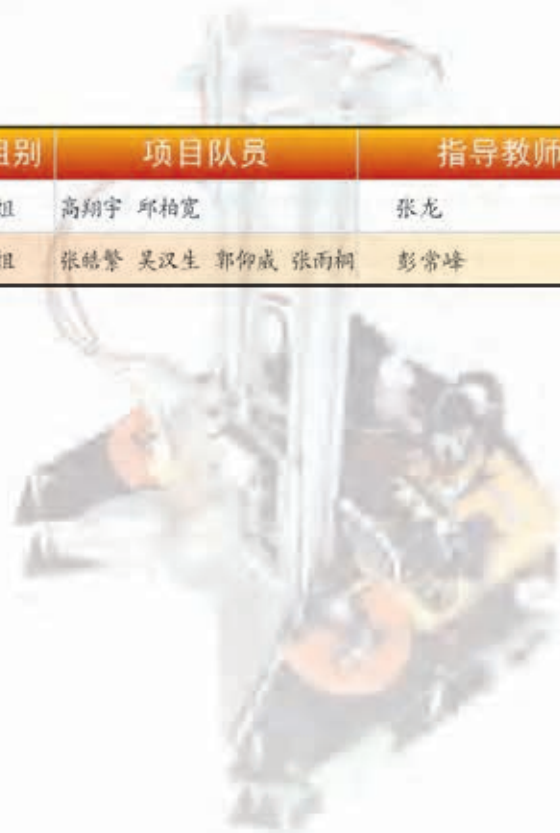 组别 项目队员 指导教师
组 高翔宇 邱柏宽 张龙
组 张皓繁 吴汉生 郭仰威 张雨桐 彭常峰